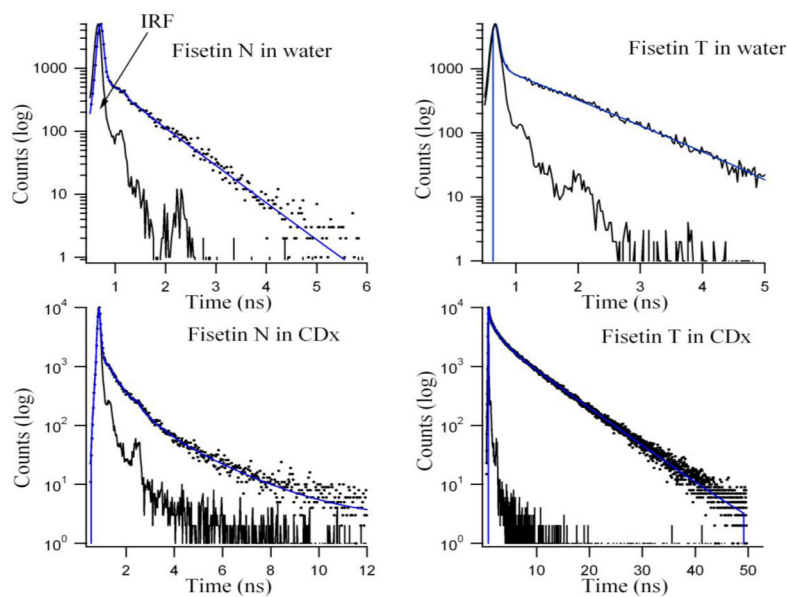 IRF
Fisetin N in water
Counts (log)
1000
100
10
1
1 2 3 4 5 6
Time (ns)
Fisetin T in water
Counts (log)
1000
100
10
1
1 2 3 4 5
Time (ns)
Fisetin N in CDx
Counts (log)
10⁴
10³
10²
10¹
10⁰
2 4 6 8 10 12
Time (ns)
Fisetin T in CDx
Counts (log)
10⁴
10³
10²
10¹
10⁰
10 20 30 40 50
Time (ns)